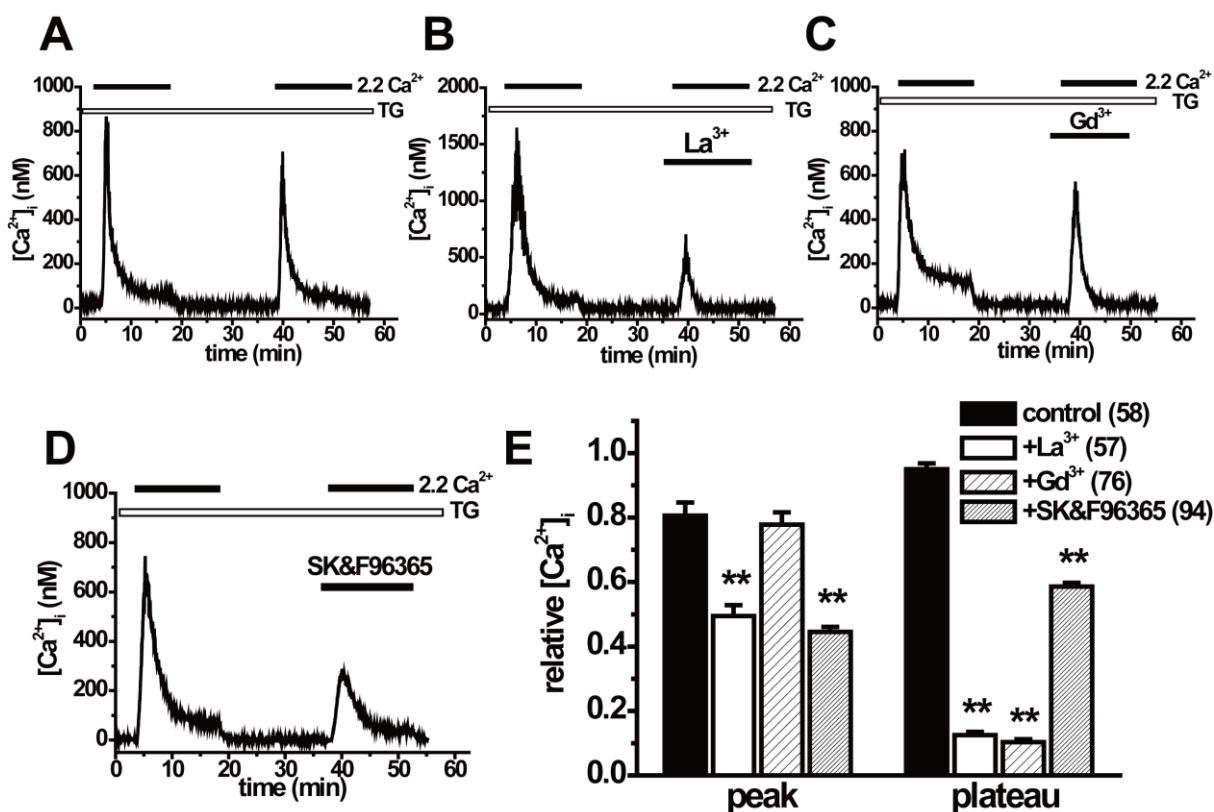 A
1000
800
600
400
200
0
[Ca²⁺]ᵢ (nM)
2.2 Ca²⁺
TG
0 10 20 30 40 50 60
time (min)
B
2000
1500
1000
500
0
[Ca²⁺]ᵢ (nM)
2.2 Ca²⁺
TG
La³⁺
0 10 20 30 40 50 60
time (min)
C
1000
800
600
400
200
0
[Ca²⁺]ᵢ (nM)
2.2 Ca²⁺
TG
Gd³⁺
0 10 20 30 40 50 60
time (min)
D
1000
800
600
400
200
0
[Ca²⁺]ᵢ (nM)
2.2 Ca²⁺
TG
SK&F96365
0 10 20 30 40 50 60
time (min)
E
control (58)
+La³⁺ (57)
+Gd³⁺ (76)
+SK&F96365 (94)
1.0
0.8
0.6
0.4
0.2
0.0
relative [Ca²⁺]ᵢ
** **
** ** **
peak plateau